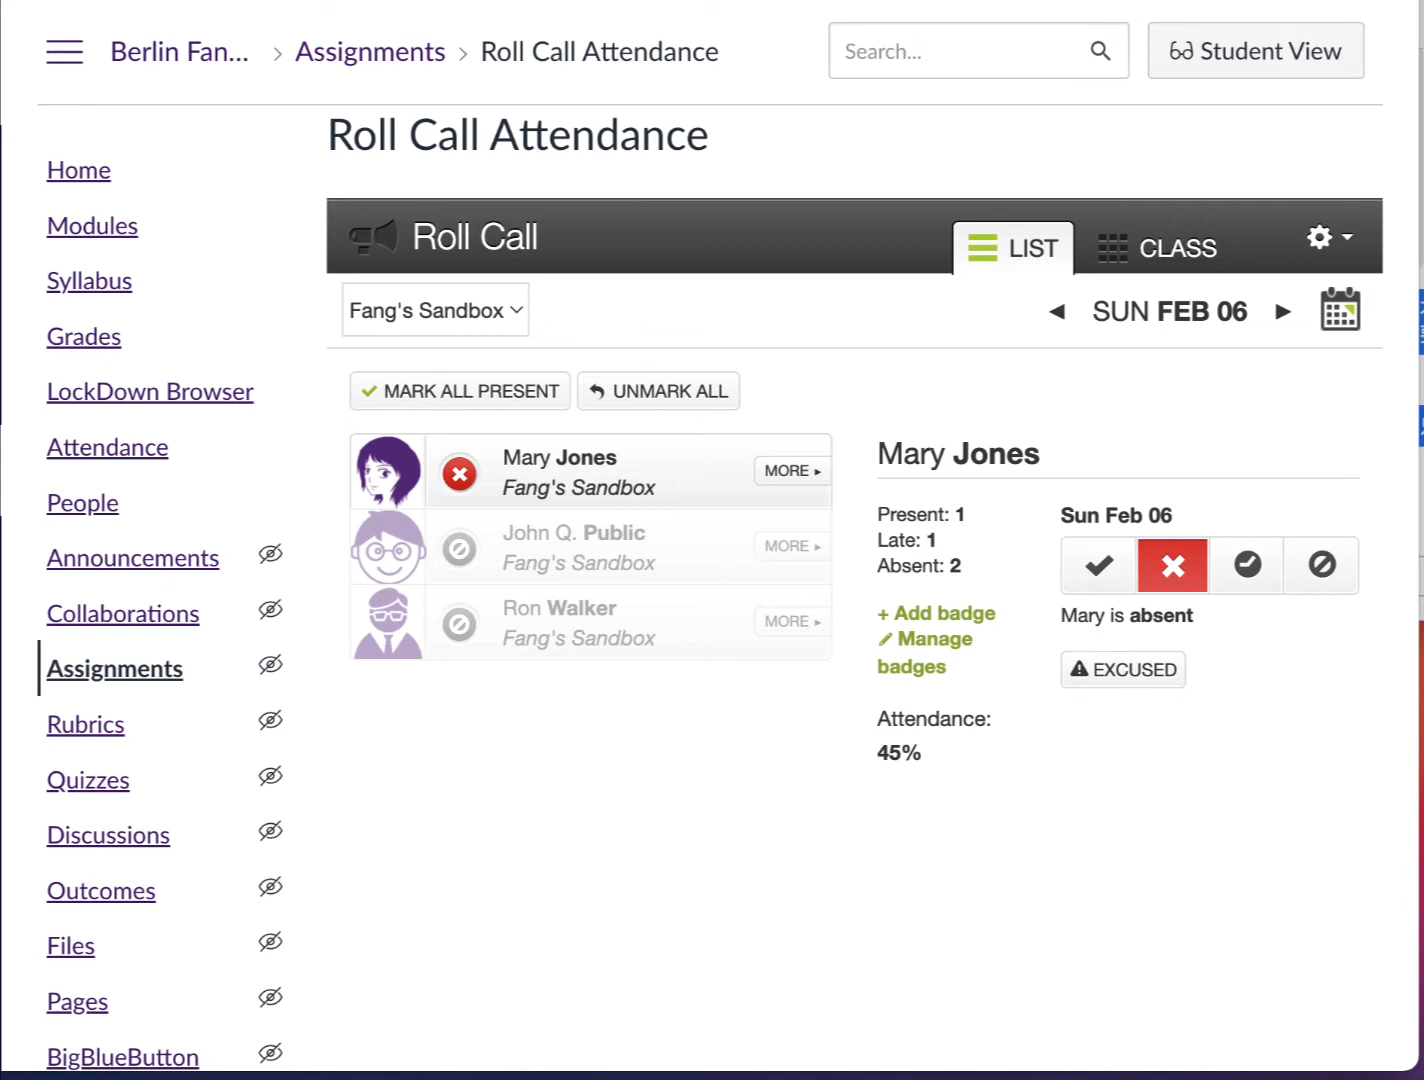 Berlin Fan... › Assignments › Roll Call Attendance
Search...
Student View
Roll Call Attendance
Home
Modules
Syllabus
Grades
LockDown Browser
Attendance
People
Announcements
Collaborations
Assignments
Rubrics
Quizzes
Discussions
Outcomes
Files
Pages
BigBlueButton
Roll Call
LIST
CLASS
Fang's Sandbox
SUN FEB 06
MARK ALL PRESENT
UNMARK ALL
Mary Jones
Fang's Sandbox
MORE ▸
John Q. Public
Fang's Sandbox
MORE ▸
Ron Walker
Fang's Sandbox
MORE ▸
Mary Jones
Present: 1
Late: 1
Absent: 2
+ Add badge
Manage
badges
Attendance:
45%
Sun Feb 06
Mary is absent
EXCUSED